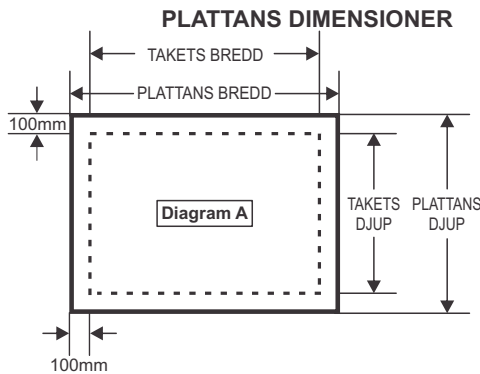 PLATTANS DIMENSIONER
TAKETS BREDD
PLATTANS BREDD
100mm
Diagram A
TAKETS
DJUP
PLATTANS
DJUP
100mm